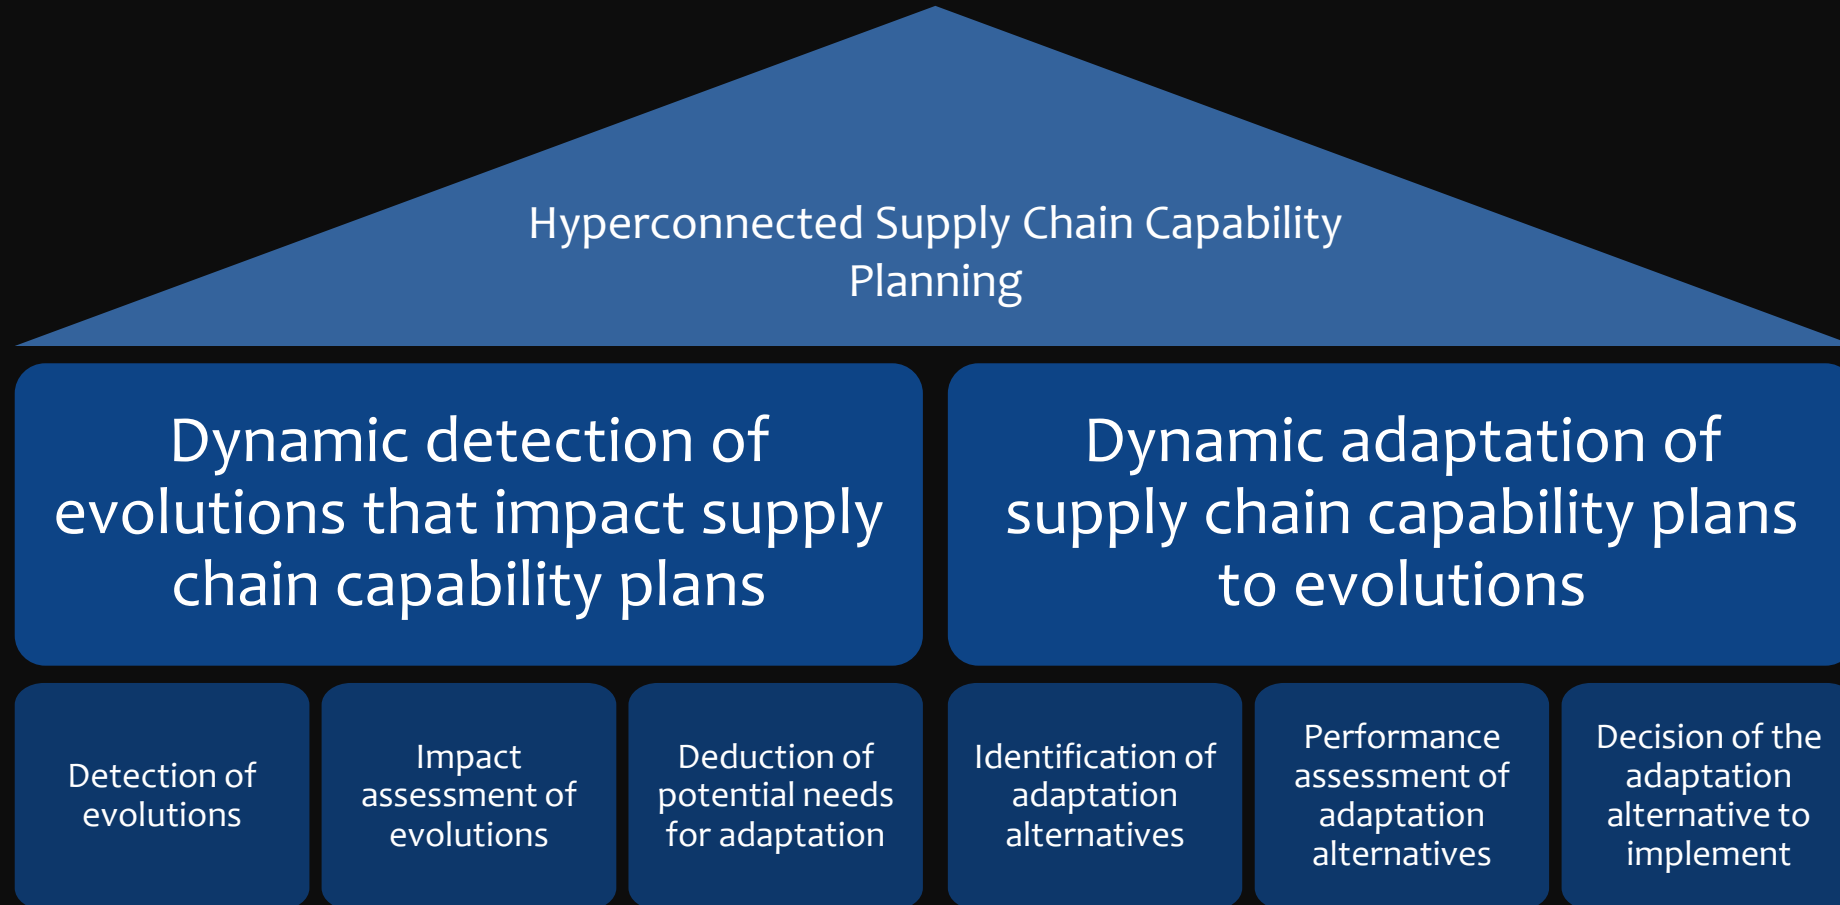 Hyperconnected Supply Chain Capability
Planning
Dynamic detection of
evolutions that impact supply
chain capability plans
Dynamic adaptation of
supply chain capability plans
to evolutions
Detection of
evolutions
Impact
assessment of
evolutions
Deduction of
potential needs
for adaptation
Identification of
adaptation
alternatives
Performance
assessment of
adaptation
alternatives
Decision of the
adaptation
alternative to
implement